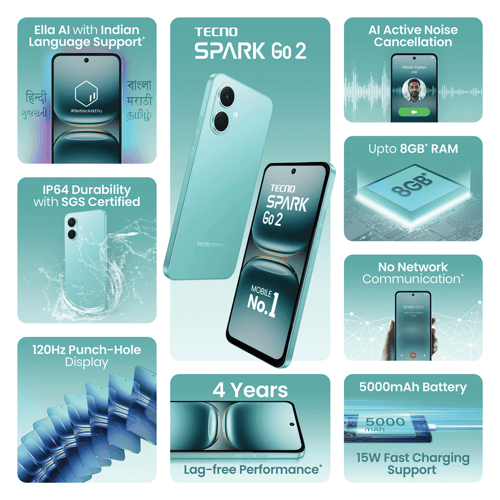 Ella AI with Indian
Language Support*
हिन्दी
ગુજરાતી
বাংলা
मराठी
தமிழ்
#BetterAskElla
TECNO
SPARK Go 2
TECNO
SPARK
Go 2
MOBILE
No.1
AI Active Noise
Cancellation
Upto 8GB* RAM
8GB*
IP64 Durability
with SGS Certified
No Network
Communication*
120Hz Punch-Hole
Display
4 Years
Lag-free Performance*
5000mAh Battery
5000
mAh
15W Fast Charging
Support